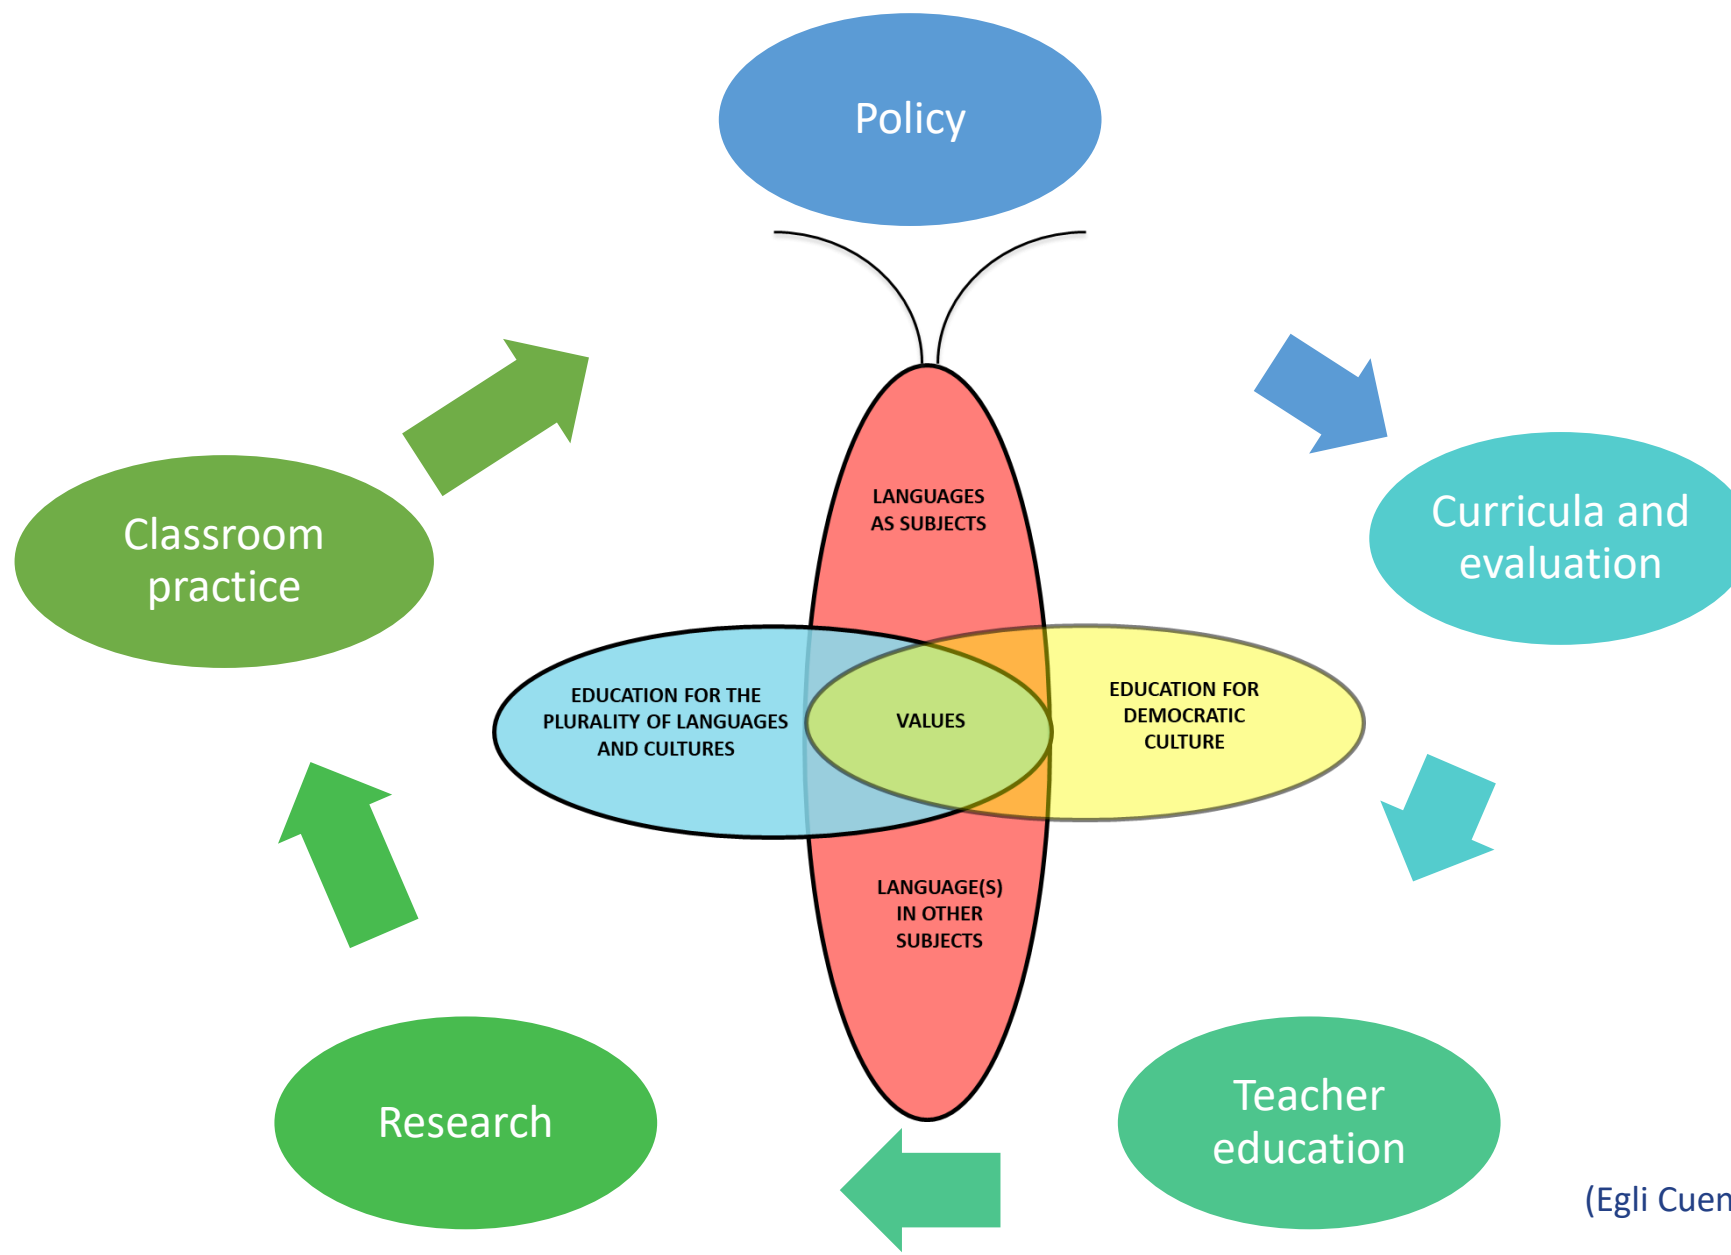 Policy
Classroom
practice
Curricula and
evaluation
LANGUAGES
AS SUBJECTS
EDUCATION FOR THE
PLURALITY OF LANGUAGES
AND CULTURES
VALUES
EDUCATION FOR
DEMOCRATIC
CULTURE
LANGUAGE(S)
IN OTHER
SUBJECTS
Research
Teacher
education
(Egli Cuen